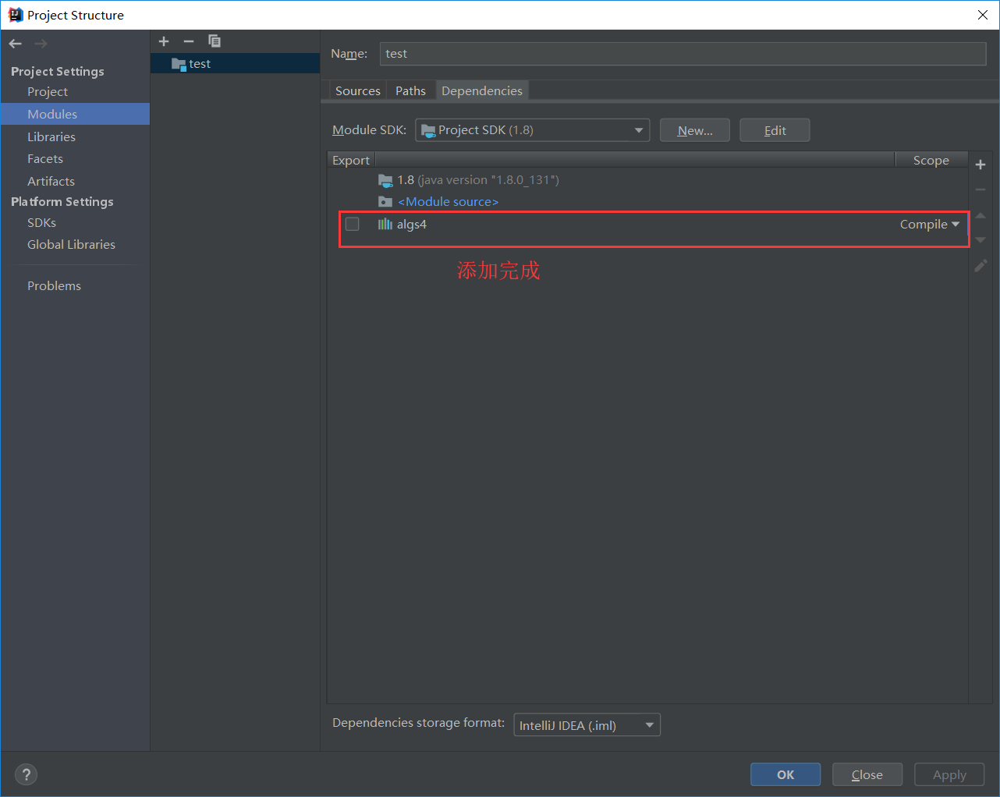 Project Structure
Project Settings
Project
Modules
Libraries
Facets
Artifacts
Platform Settings
SDKs
Global Libraries
Problems
test
Name: test
Sources Paths Dependencies
Module SDK: Project SDK (1.8) New... Edit
Export Scope
1.8 (java version "1.8.0_131")
<Module source>
algs4 Compile
添加完成
Dependencies storage format: IntelliJ IDEA (.iml)
? OK Close Apply